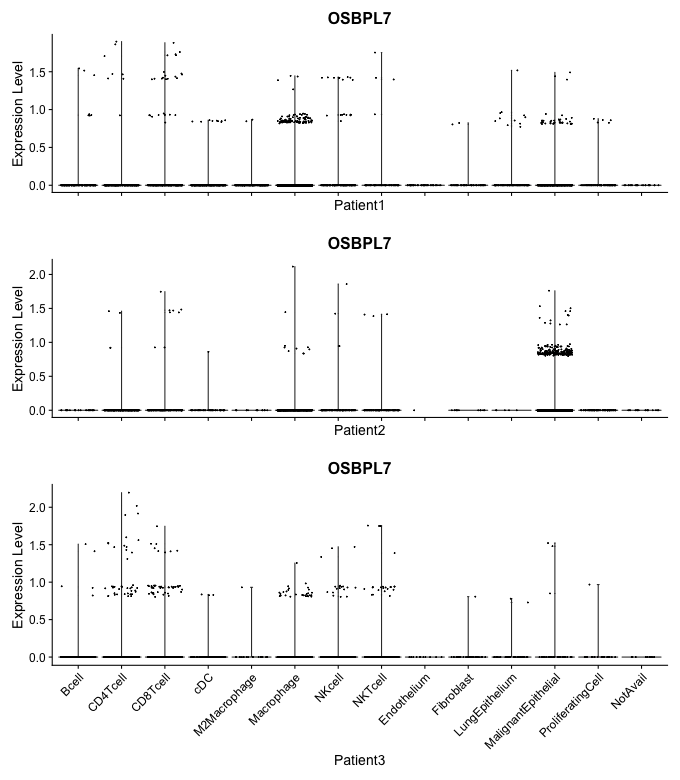 OSBPL7
Expression Level
1.5
1.0
0.5
0.0
Patient1
OSBPL7
Expression Level
2.0
1.5
1.0
0.5
0.0
Patient2
OSBPL7
Expression Level
2.0
1.5
1.0
0.5
0.0
Bcell
CD4Tcell
CD8Tcell
cDC
M2Macrophage
Macrophage
NKcell
NKTcell
Endothelium
Fibroblast
LungEpithelium
MalignantEpithelial
ProliferatingCell
NotAvail
Patient3